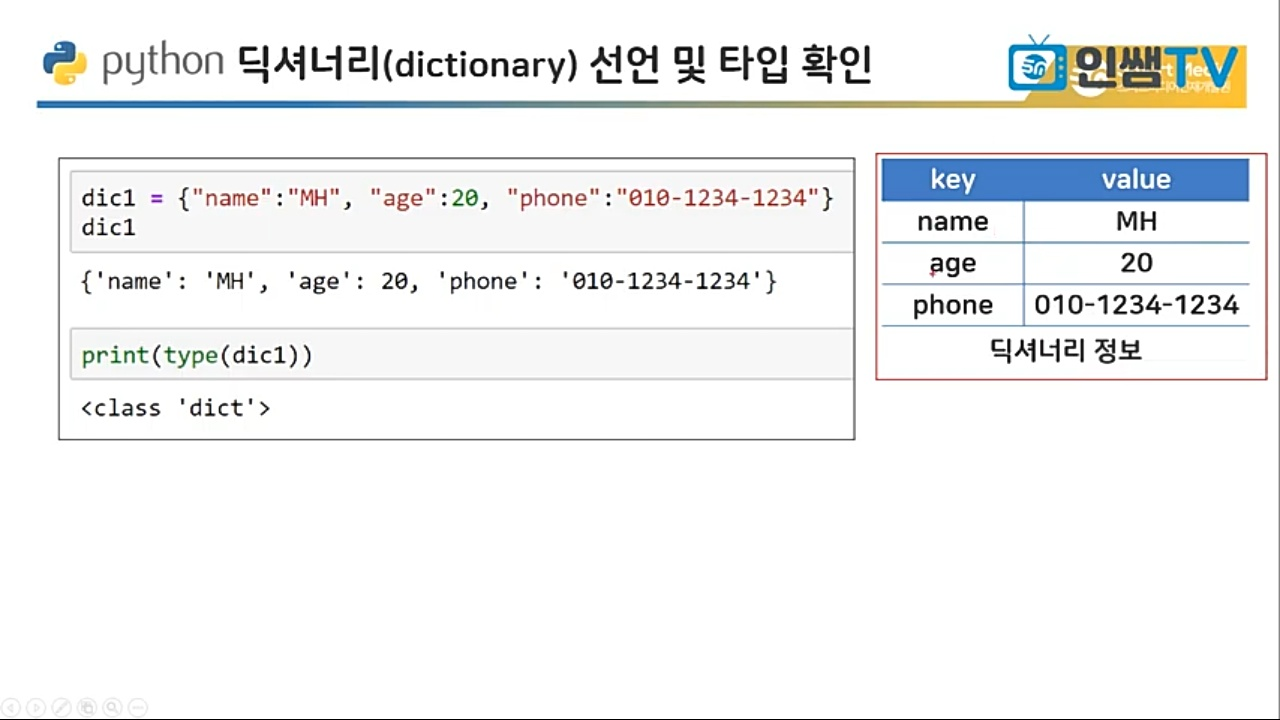 python 딕셔너리(dictionary) 선언 및 타입 확인
인쌤TV
dic1 = {"name":"MH", "age":20, "phone":"010-1234-1234"}
dic1
{'name': 'MH', 'age': 20, 'phone': '010-1234-1234'}
print(type(dic1))
<class 'dict'>
key value
name MH
age 20
phone 010-1234-1234
딕셔너리 정보